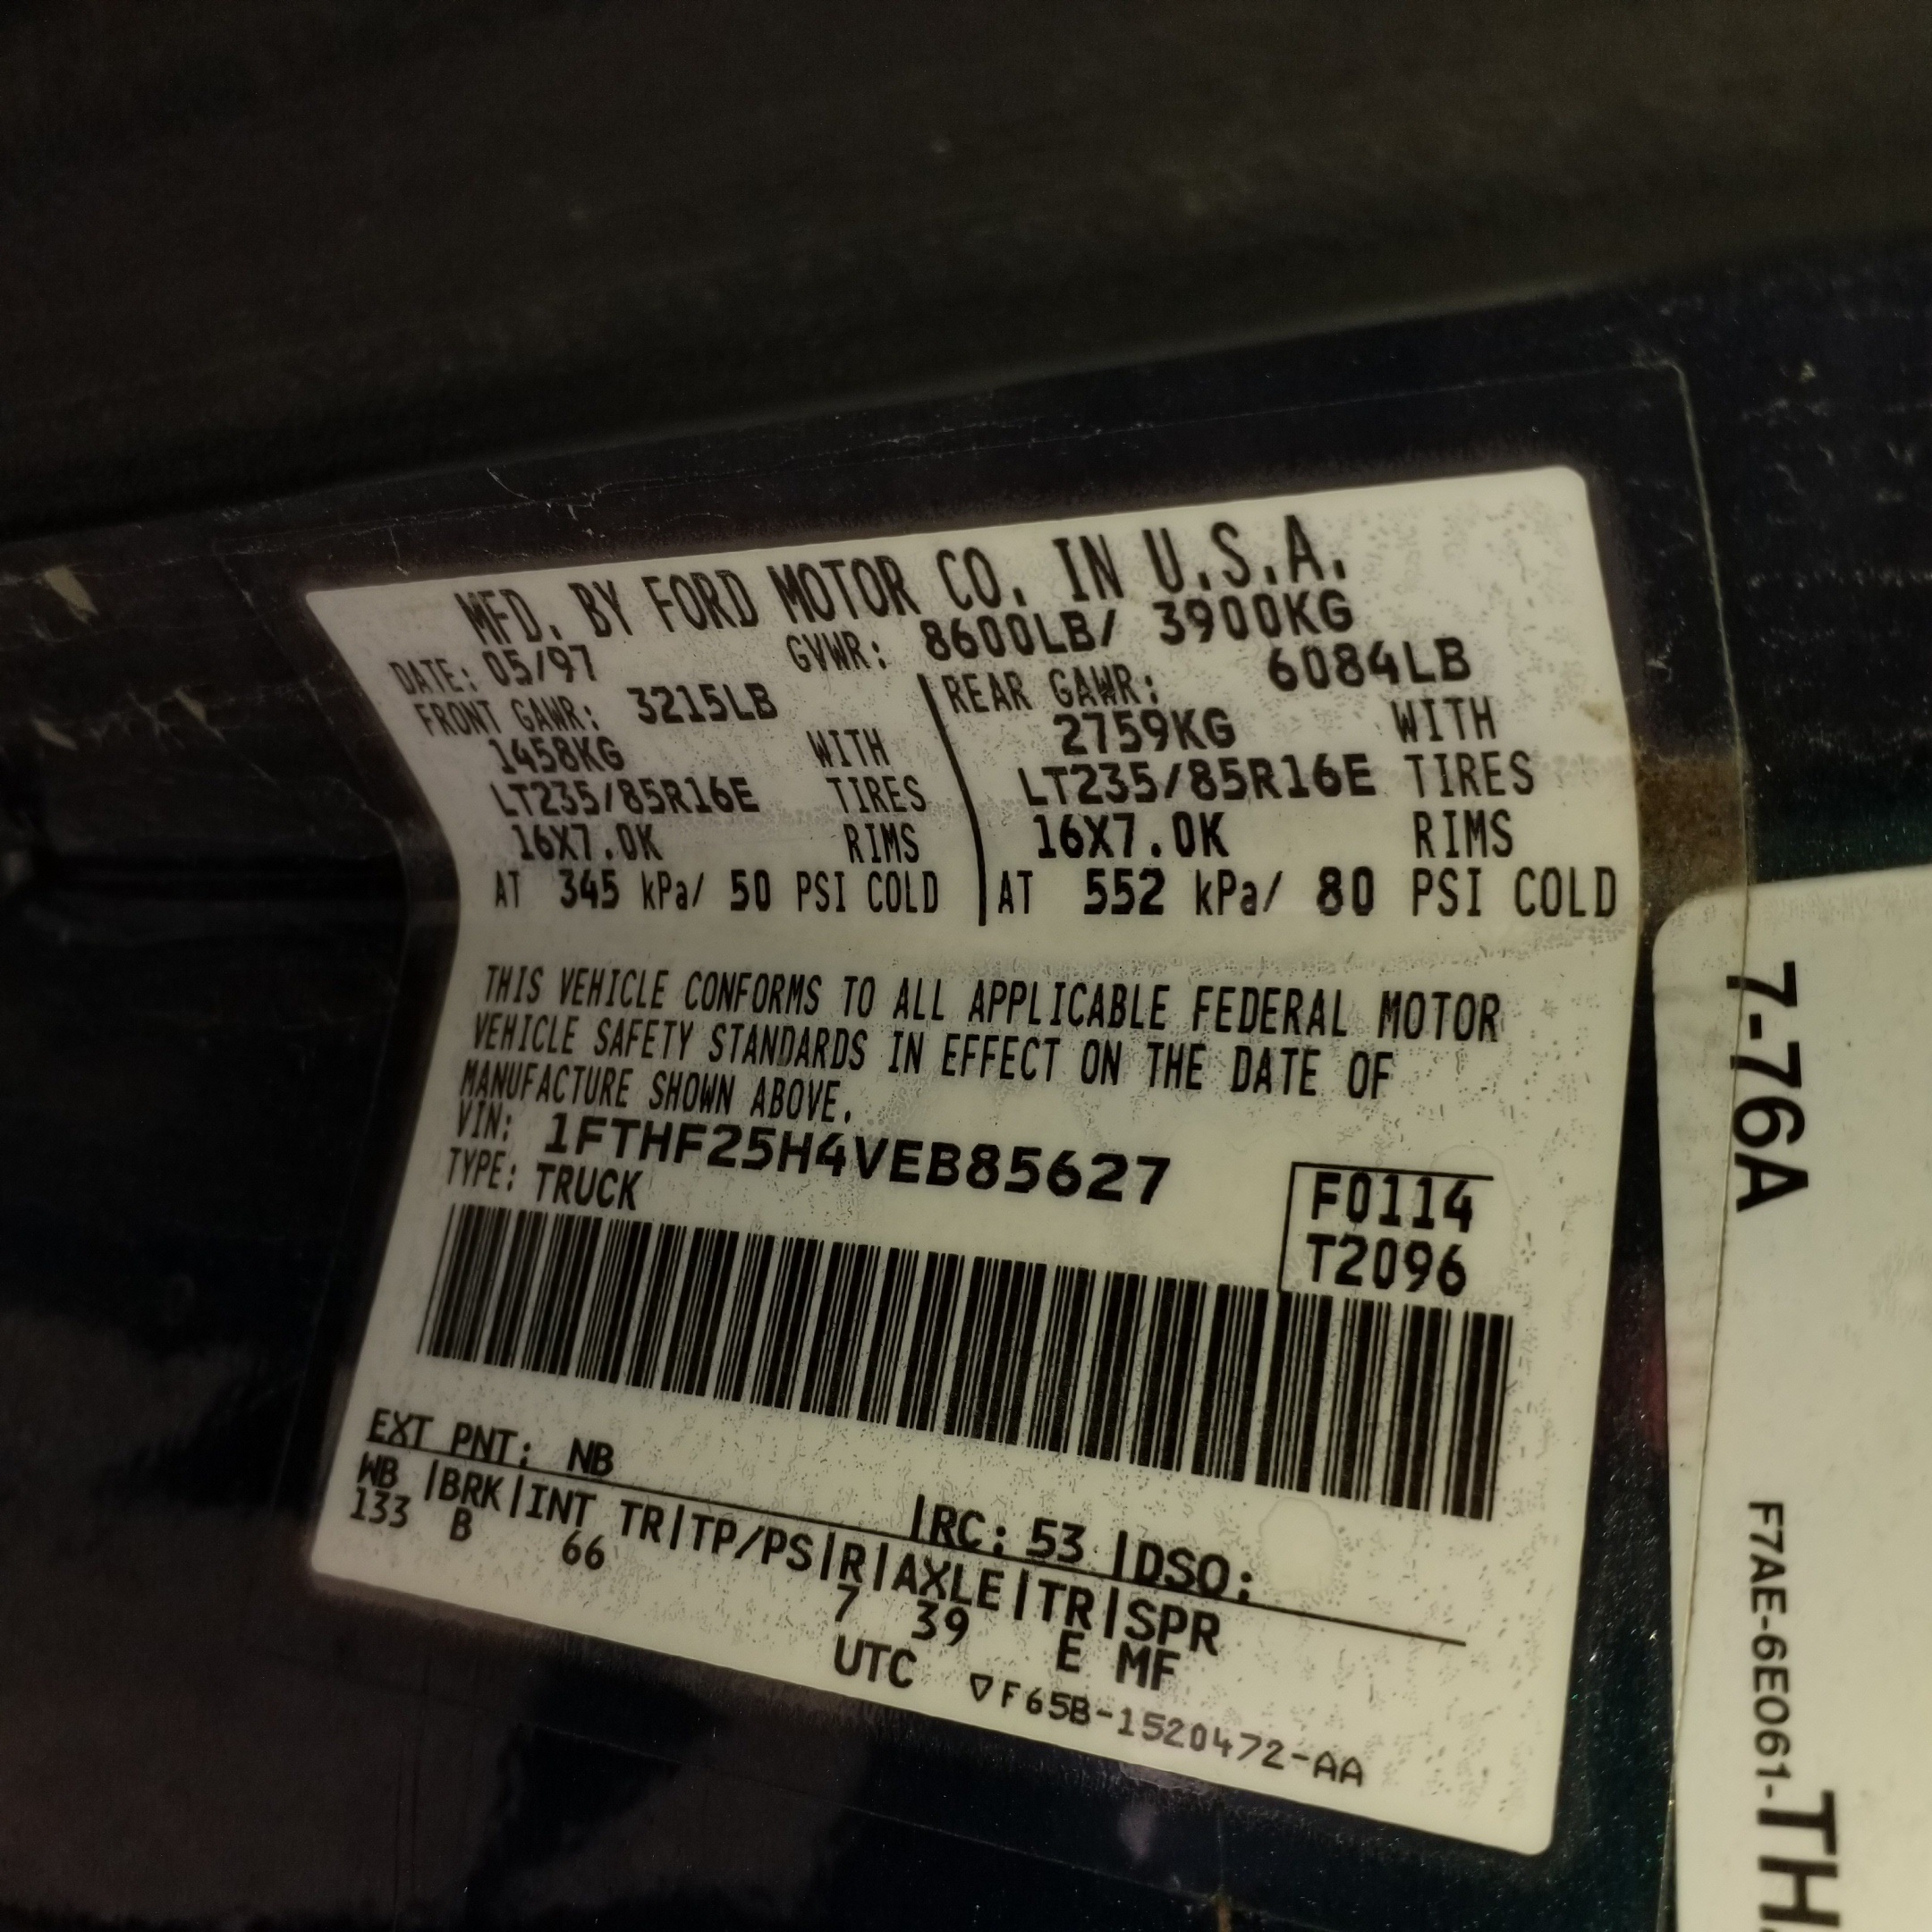 MFD. BY FORD MOTOR CO. IN U.S.A.
DATE: 05/97 GVWR: 8600LB/ 3900KG
FRONT GAWR: 3215LB
1458KG WITH
LT235/85R16E TIRES
16X7.0K RIMS
AT 345 kPa/ 50 PSI COLD
REAR GAWR: 6084LB
2759KG WITH
LT235/85R16E TIRES
16X7.0K RIMS
AT 552 kPa/ 80 PSI COLD
THIS VEHICLE CONFORMS TO ALL APPLICABLE FEDERAL MOTOR
VEHICLE SAFETY STANDARDS IN EFFECT ON THE DATE OF
MANUFACTURE SHOWN ABOVE.
VIN: 1FTHF25H4VEB85627
TYPE: TRUCK
F0114
T2096
EXT PNT: NB |RC: 53 |DSO:
WB |BRK|INT TR|TP/PS|R|AXLE|TR|SPR
133 B 66 7 39 E MF
UTC ▽F65B-1520472-AA
7-76A
F7AE-6E061-